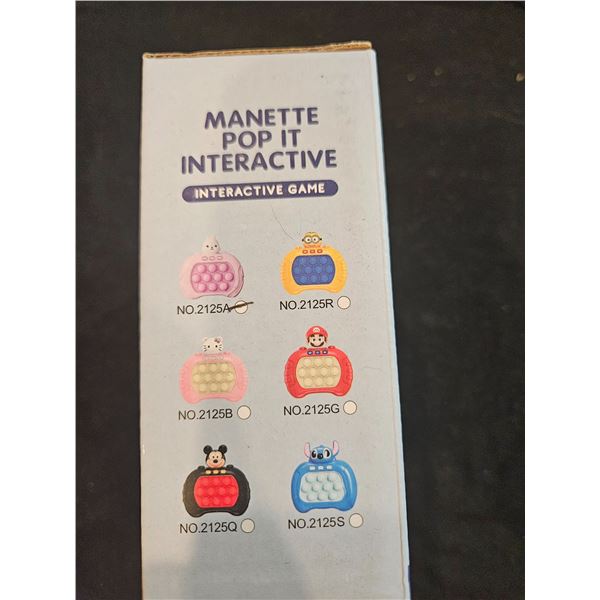 MANETTE
POP IT
INTERACTIVE
INTERACTIVE GAME
NO.2125A
NO.2125R
NO.2125B
NO.2125G
NO.2125Q
NO.2125S